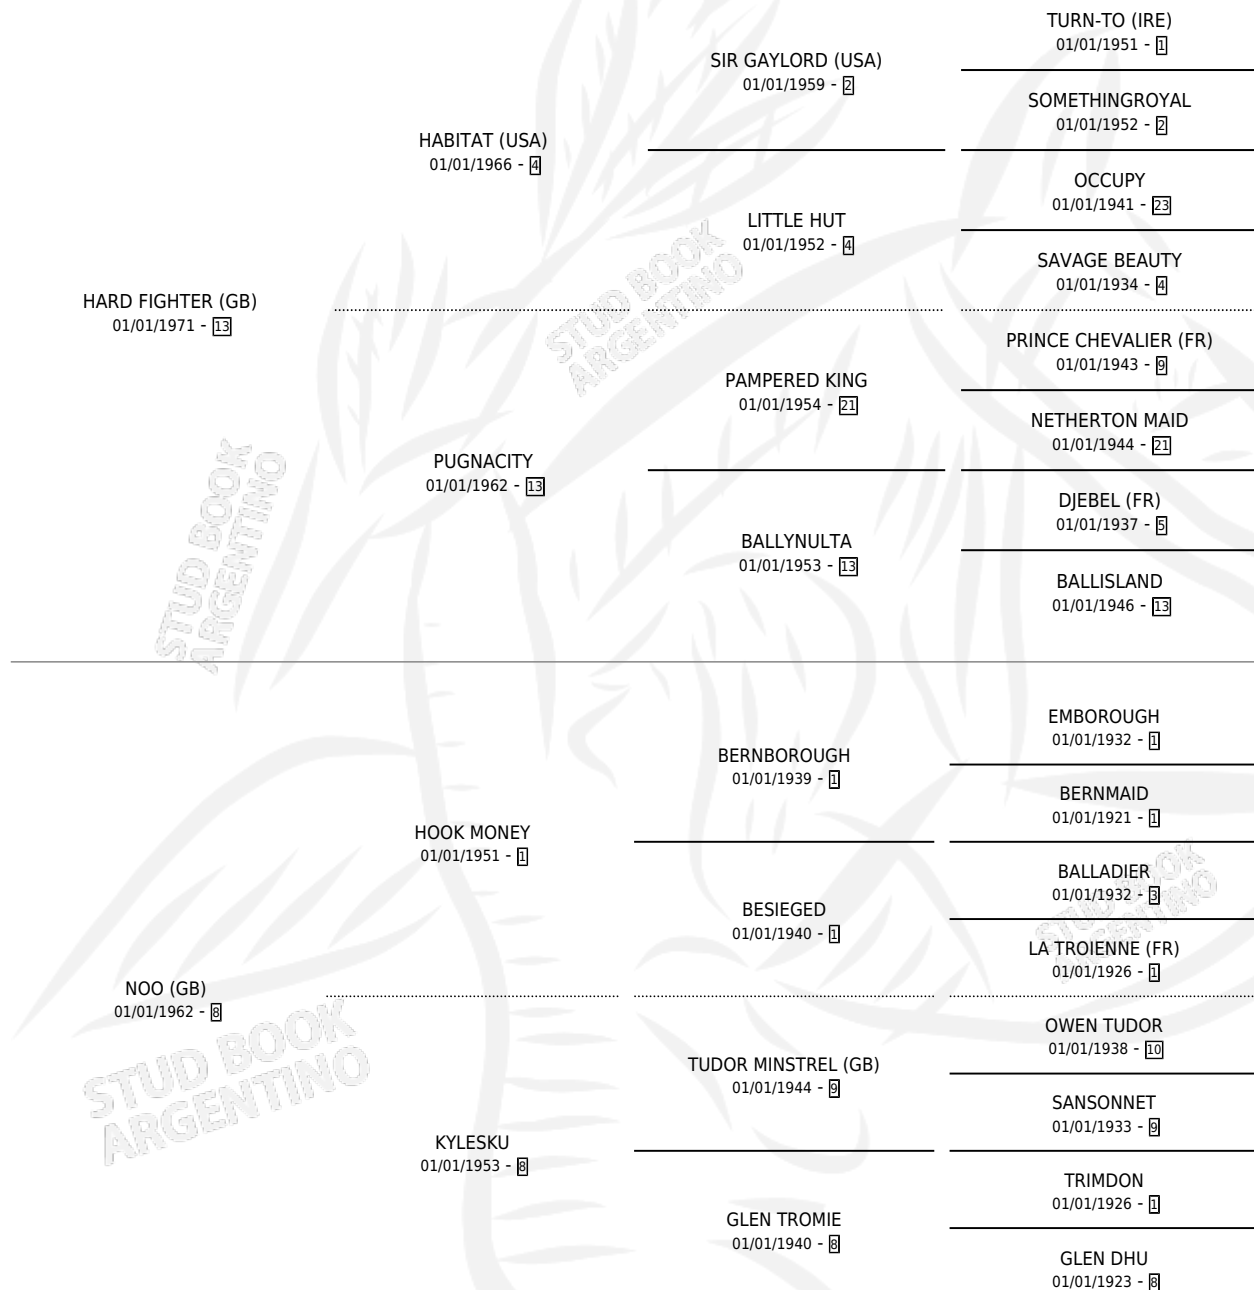 TURN-TO (IRE)
01/01/1951 - 1
SIR GAYLORD (USA)
01/01/1959 - 2
SOMETHINGROYAL
01/01/1952 - 2
HABITAT (USA)
01/01/1966 - 4
OCCUPY
01/01/1941 - 23
LITTLE HUT
01/01/1952 - 4
SAVAGE BEAUTY
01/01/1934 - 4
HARD FIGHTER (GB)
01/01/1971 - 13
PRINCE CHEVALIER (FR)
01/01/1943 - 9
PAMPERED KING
01/01/1954 - 21
NETHERTON MAID
01/01/1944 - 21
PUGNACITY
01/01/1962 - 13
DJEBEL (FR)
01/01/1937 - 5
BALLYNULTA
01/01/1953 - 13
BALLISLAND
01/01/1946 - 13
EMBOROUGH
01/01/1932 - 1
BERNBOROUGH
01/01/1939 - 1
BERNMAID
01/01/1921 - 1
HOOK MONEY
01/01/1951 - 1
BALLADIER
01/01/1932 - 3
BESIEGED
01/01/1940 - 1
LA TROIENNE (FR)
01/01/1926 - 1
NOO (GB)
01/01/1962 - 8
OWEN TUDOR
01/01/1938 - 10
TUDOR MINSTREL (GB)
01/01/1944 - 9
SANSONNET
01/01/1933 - 9
KYLESKU
01/01/1953 - 8
TRIMDON
01/01/1926 - 1
GLEN TROMIE
01/01/1940 - 8
GLEN DHU
01/01/1923 - 8
STUD BOOK
ARGENTINO
STUD BOOK
ARGENTINO
STUD BOOK
ARGENTINO
STUD BOOK
ARGENTINO